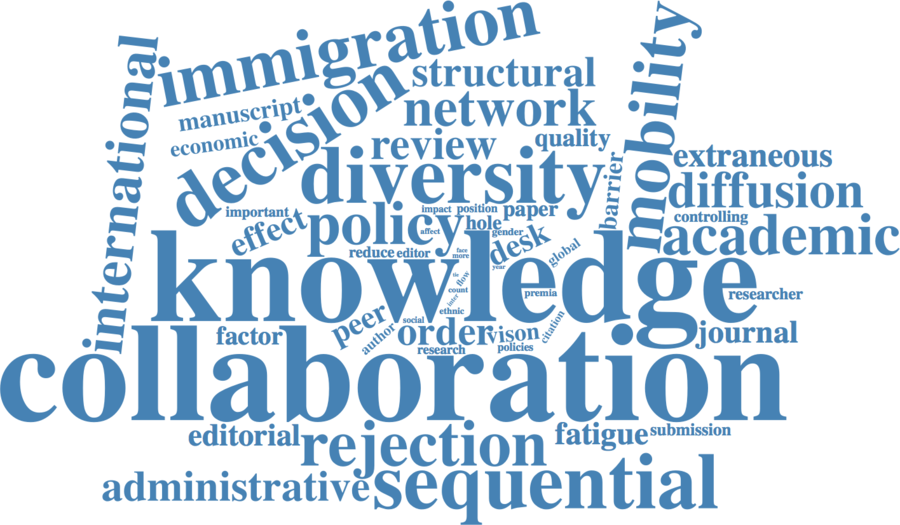 immigration
international
decision
structural
mobility
manuscript
network
economic
review
quality
extraneous
diversity
barrier
diffusion
important
impact
position
paper
controlling
effect
policy
affect
hole
gender
desk
academic
reduce
editor
face
more
global
year
knowledge
tie
flow
count
inter
premia
researcher
ethnic
peer
social
author
order
vison
citation
journal
factor
research
policies
collaboration
editorial
rejection
fatigue
submission
administrative
sequential